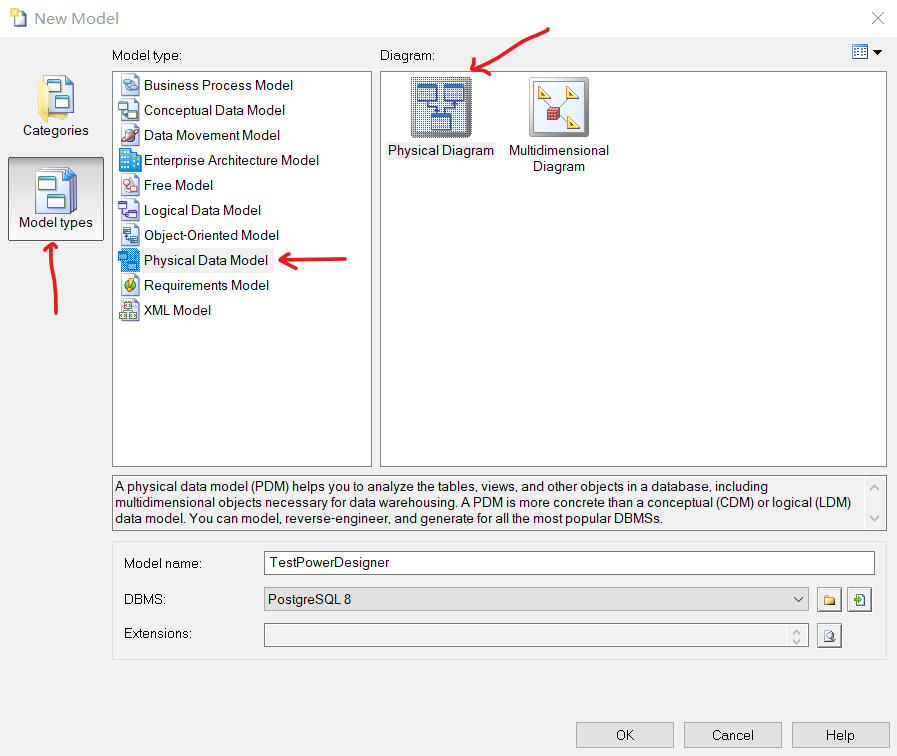 New Model
Model type:
Diagram:
Categories
Model types
Business Process Model
Conceptual Data Model
Data Movement Model
Enterprise Architecture Model
Free Model
Logical Data Model
Object-Oriented Model
Physical Data Model
Requirements Model
XML Model
Physical Diagram
Multidimensional
Diagram
A physical data model (PDM) helps you to analyze the tables, views, and other objects in a database, including
multidimensional objects necessary for data warehousing. A PDM is more concrete than a conceptual (CDM) or logical (LDM)
data model. You can model, reverse-engineer, and generate for all the most popular DBMSs.
Model name:
TestPowerDesigner
DBMS:
PostgreSQL 8
Extensions:
OK
Cancel
Help